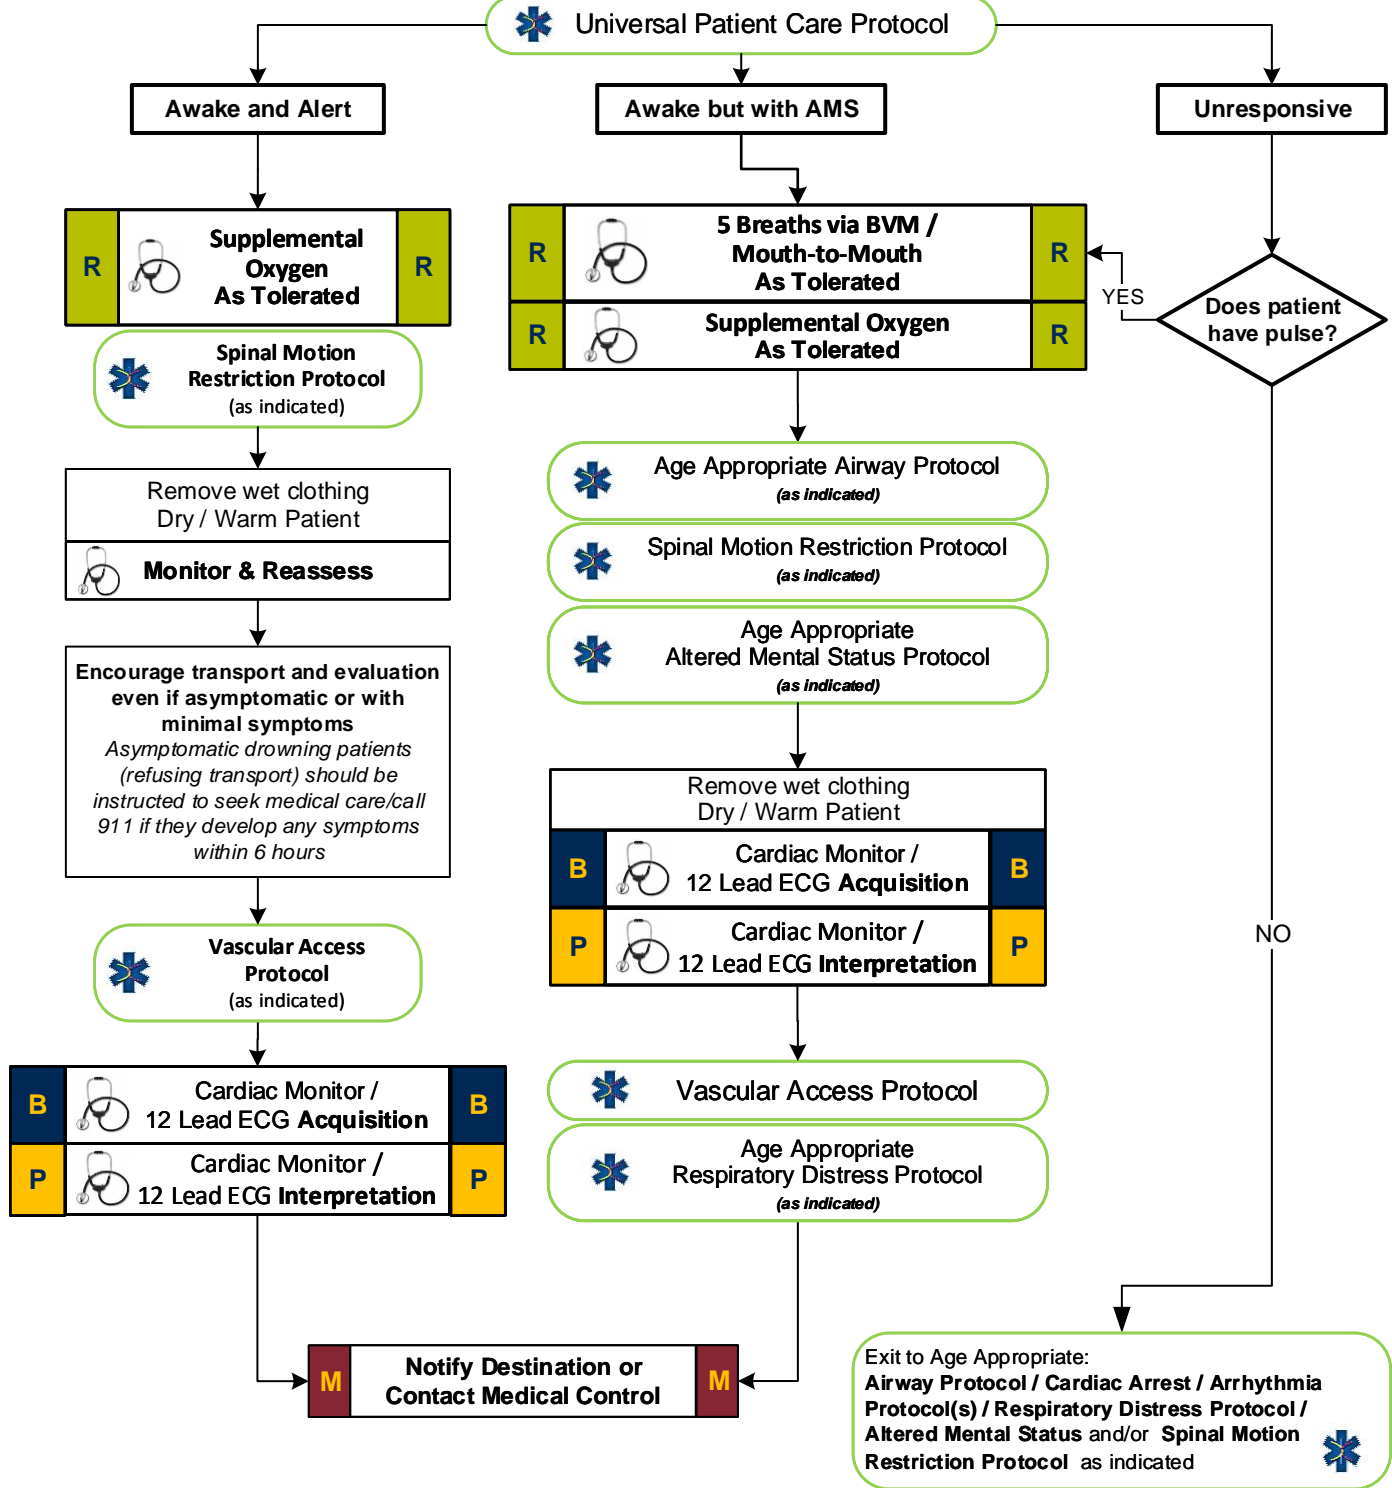 Universal Patient Care Protocol
Awake and Alert
Awake but with AMS
Unresponsive
R
Supplemental
Oxygen
As Tolerated
R
Spinal Motion
Restriction Protocol
(as indicated)
Remove wet clothing
Dry / Warm Patient
Monitor & Reassess
Encourage transport and evaluation
even if asymptomatic or with
minimal symptoms
Asymptomatic drowning patients
(refusing transport) should be
instructed to seek medical care/call
911 if they develop any symptoms
within 6 hours
Vascular Access
Protocol
(as indicated)
B
Cardiac Monitor /
12 Lead ECG Acquisition
B
P
Cardiac Monitor /
12 Lead ECG Interpretation
P
R
5 Breaths via BVM /
Mouth-to-Mouth
As Tolerated
R
R
Supplemental Oxygen
As Tolerated
R
Age Appropriate Airway Protocol
(as indicated)
Spinal Motion Restriction Protocol
(as indicated)
Age Appropriate
Altered Mental Status Protocol
(as indicated)
Remove wet clothing
Dry / Warm Patient
B
Cardiac Monitor /
12 Lead ECG Acquisition
B
P
Cardiac Monitor /
12 Lead ECG Interpretation
P
Vascular Access Protocol
Age Appropriate
Respiratory Distress Protocol
(as indicated)
M
Notify Destination or
Contact Medical Control
M
Does patient
have pulse?
YES
NO
Exit to Age Appropriate:
Airway Protocol / Cardiac Arrest / Arrhythmia
Protocol(s) / Respiratory Distress Protocol /
Altered Mental Status and/or Spinal Motion
Restriction Protocol as indicated